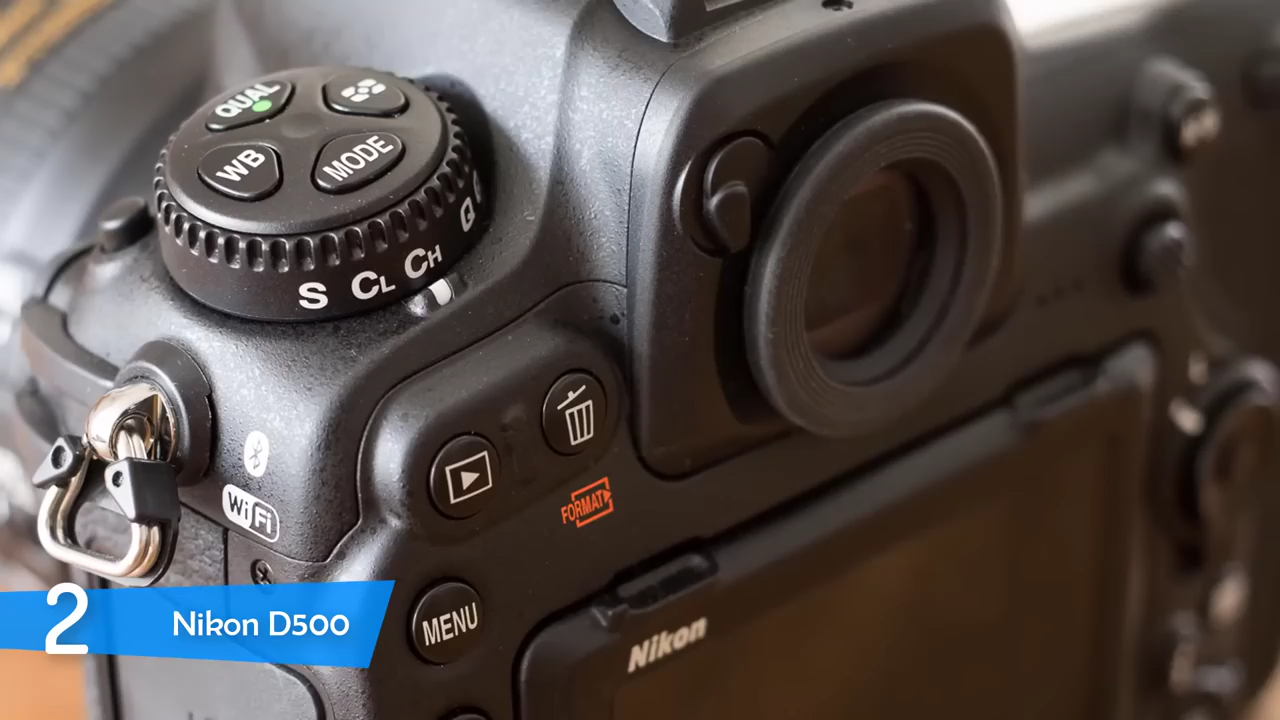 QUAL
WB
MODE
S CL CH Q
WiFi
FORMAT
MENU
Nikon
2 Nikon D500